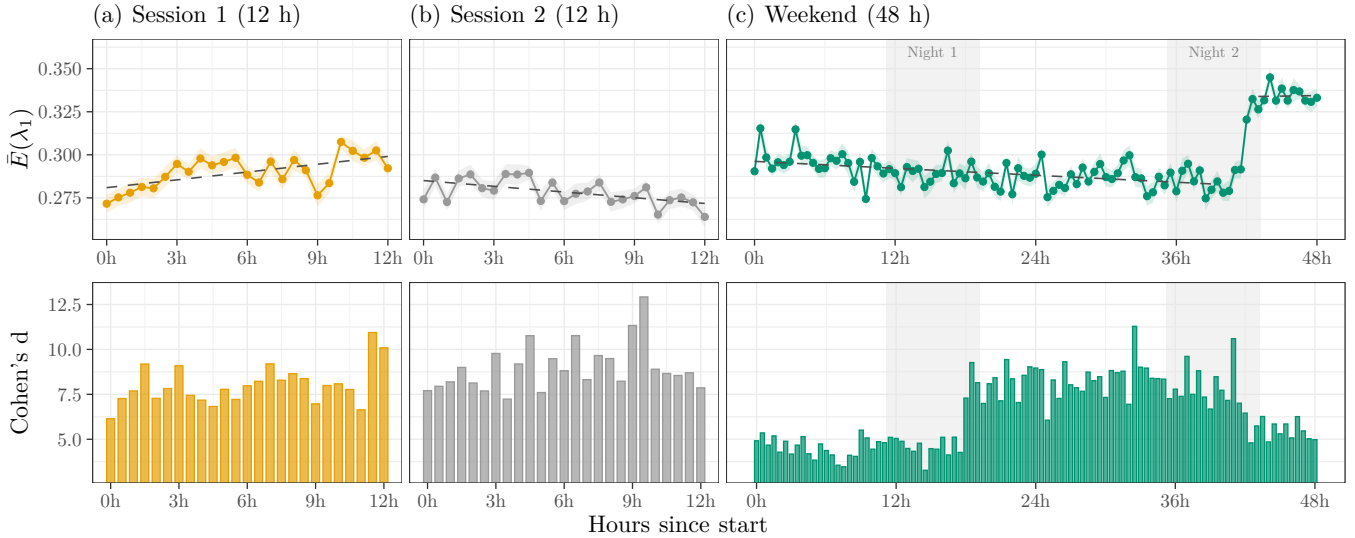 (a) Session 1 (12 h)
(b) Session 2 (12 h)
(c) Weekend (48 h)
Ē(λ₁)
0.350
0.325
0.300
0.275
Night 1
Night 2
0h 3h 6h 9h 12h
0h 3h 6h 9h 12h
0h 12h 24h 36h 48h
Cohen's d
12.5
10.0
7.5
5.0
0h 3h 6h 9h 12h
0h 3h 6h 9h 12h
0h 12h 24h 36h 48h
Hours since start